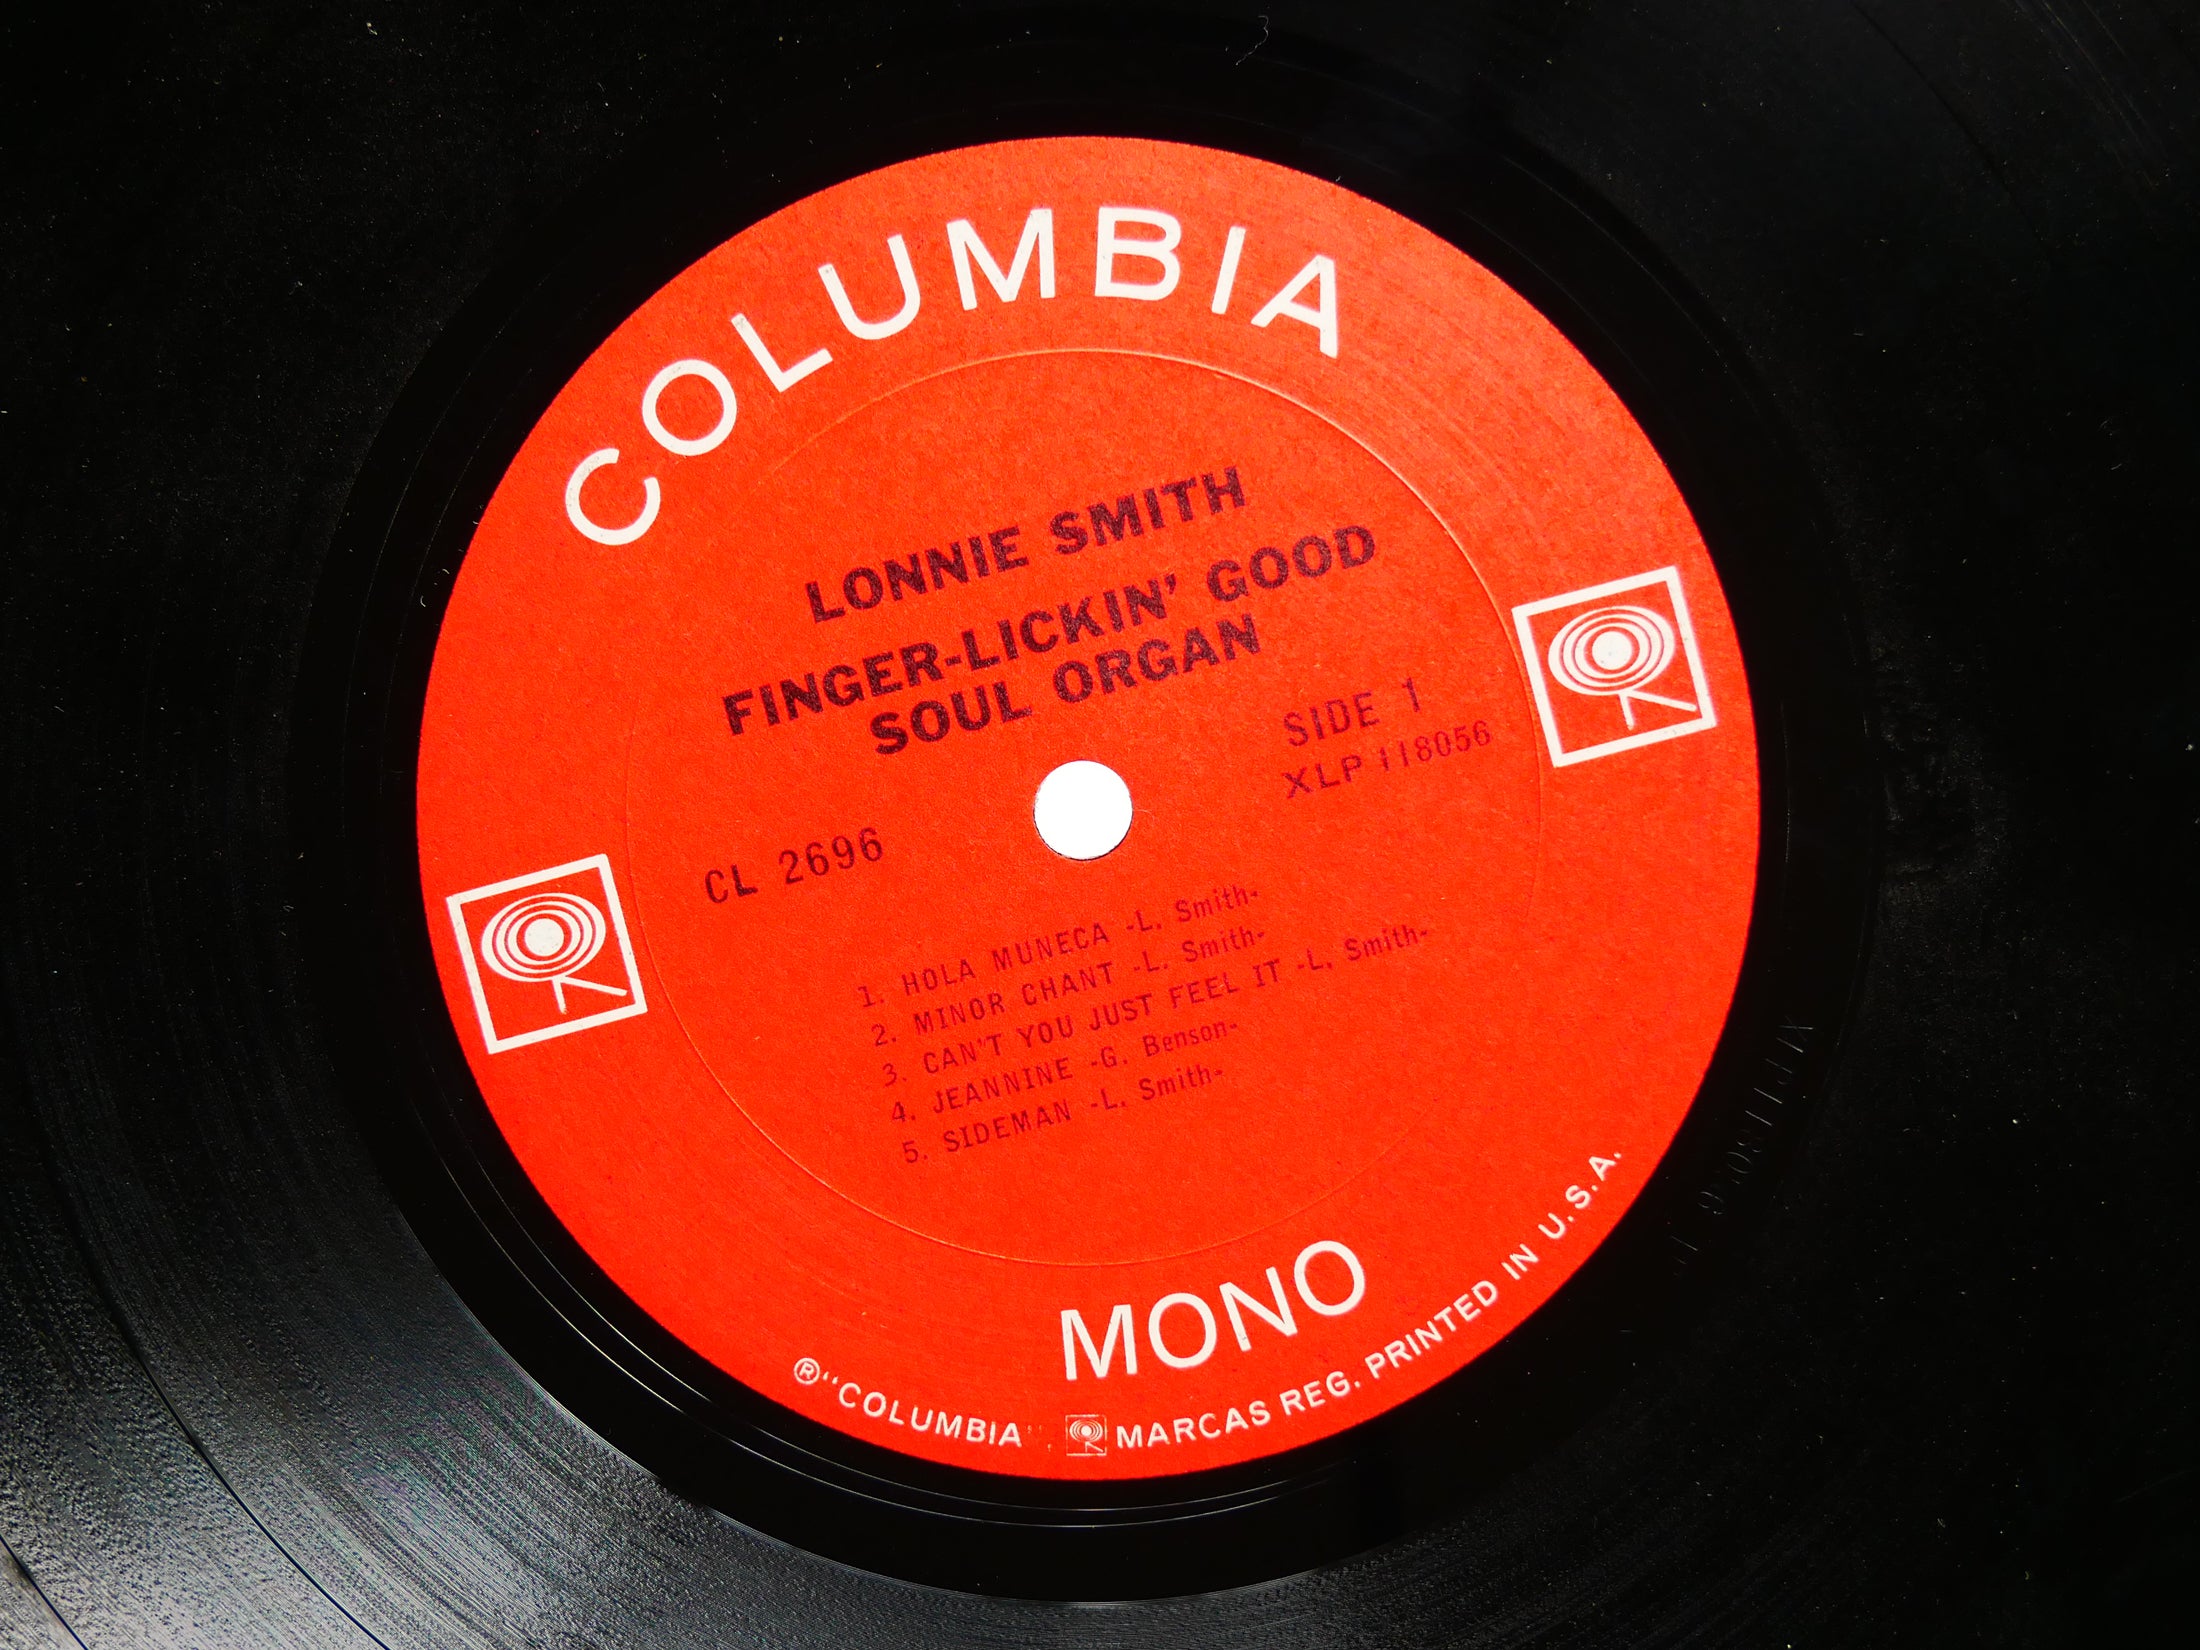 COLUMBIA
LONNIE SMITH
FINGER-LICKIN' GOOD
SOUL ORGAN
SIDE 1
XLP 118056
CL 2696
1. HOLA MUNECA -L. Smith-
2. MINOR CHANT -L. Smith-
3. CAN'T YOU JUST FEEL IT -L. Smith-
4. JEANNINE -G. Benson-
5. SIDEMAN -L. Smith-
MONO
®"COLUMBIA", MARCAS REG. PRINTED IN U.S.A.